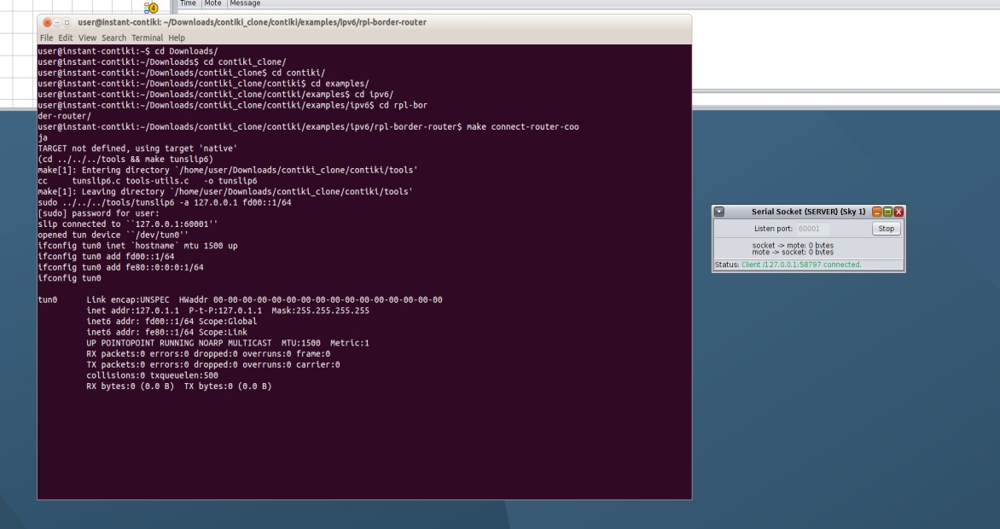 4
Time Mote Message
user@instant-contiki: ~/Downloads/contiki_clone/contiki/examples/ipv6/rpl-border-router
File Edit View Search Terminal Help
user@instant-contiki:~$ cd Downloads/
user@instant-contiki:~/Downloads$ cd contiki_clone/
user@instant-contiki:~/Downloads/contiki_clone$ cd contiki/
user@instant-contiki:~/Downloads/contiki_clone/contiki$ cd examples/
user@instant-contiki:~/Downloads/contiki_clone/contiki/examples$ cd ipv6/
user@instant-contiki:~/Downloads/contiki_clone/contiki/examples/ipv6$ cd rpl-bor
der-router/
user@instant-contiki:~/Downloads/contiki_clone/contiki/examples/ipv6/rpl-border-router$ make connect-router-coo
ja
TARGET not defined, using target 'native'
(cd ../../../tools && make tunslip6)
make[1]: Entering directory `/home/user/Downloads/contiki_clone/contiki/tools'
cc     tunslip6.c tools-utils.c   -o tunslip6
make[1]: Leaving directory `/home/user/Downloads/contiki_clone/contiki/tools'
sudo ../../../tools/tunslip6 -a 127.0.0.1 fd00::1/64
[sudo] password for user:
slip connected to ``127.0.0.1:60001''
opened tun device ``/dev/tun0''
ifconfig tun0 inet `hostname` mtu 1500 up
ifconfig tun0 add fd00::1/64
ifconfig tun0 add fe80::0:0:0:1/64
ifconfig tun0
tun0      Link encap:UNSPEC  HWaddr 00-00-00-00-00-00-00-00-00-00-00-00-00-00-00-00
inet addr:127.0.1.1  P-t-P:127.0.1.1  Mask:255.255.255.255
inet6 addr: fd00::1/64 Scope:Global
inet6 addr: fe80::1/64 Scope:Link
UP POINTOPOINT RUNNING NOARP MULTICAST  MTU:1500  Metric:1
RX packets:0 errors:0 dropped:0 overruns:0 frame:0
TX packets:0 errors:0 dropped:0 overruns:0 carrier:0
collisions:0 txqueuelen:500
RX bytes:0 (0.0 B)  TX bytes:0 (0.0 B)
Serial Socket (SERVER) (Sky 1)
Listen port: 60001 Stop
socket -> mote: 0 bytes
mote -> socket: 0 bytes
Status: Client /127.0.0.1:58797 connected.